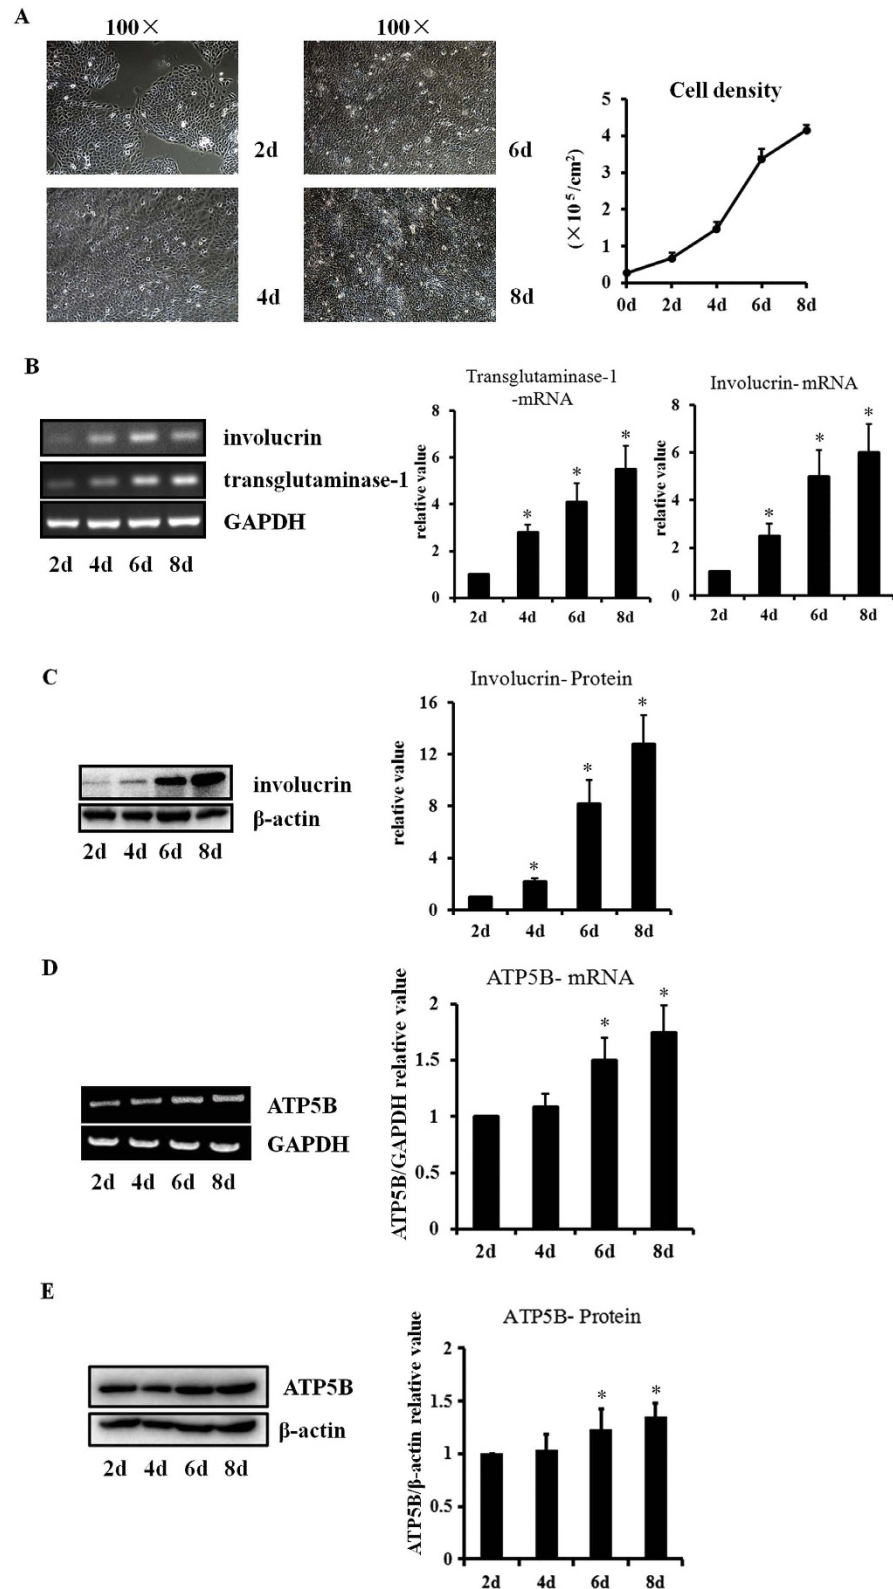 A
100×
100×
2d
6d
4d
8d
Cell density
(×10⁵/cm²)
5
4
3
2
1
0
0d 2d 4d 6d 8d
B
involucrin
transglutaminase-1
GAPDH
2d 4d 6d 8d
Transglutaminase-1
-mRNA
relative value
8
6
4
2
0
* * *
2d 4d 6d 8d
Involucrin- mRNA
relative value
8
6
4
2
0
* * *
2d 4d 6d 8d
C
involucrin
β-actin
2d 4d 6d 8d
Involucrin- Protein
relative value
16
12
8
4
0
* * *
2d 4d 6d 8d
D
ATP5B
GAPDH
2d 4d 6d 8d
ATP5B- mRNA
ATP5B/GAPDH relative value
2
1.5
1
0.5
0
* *
2d 4d 6d 8d
E
ATP5B
β-actin
2d 4d 6d 8d
ATP5B- Protein
ATP5B/β-actin relative value
2
1.5
1
0.5
0
* *
2d 4d 6d 8d